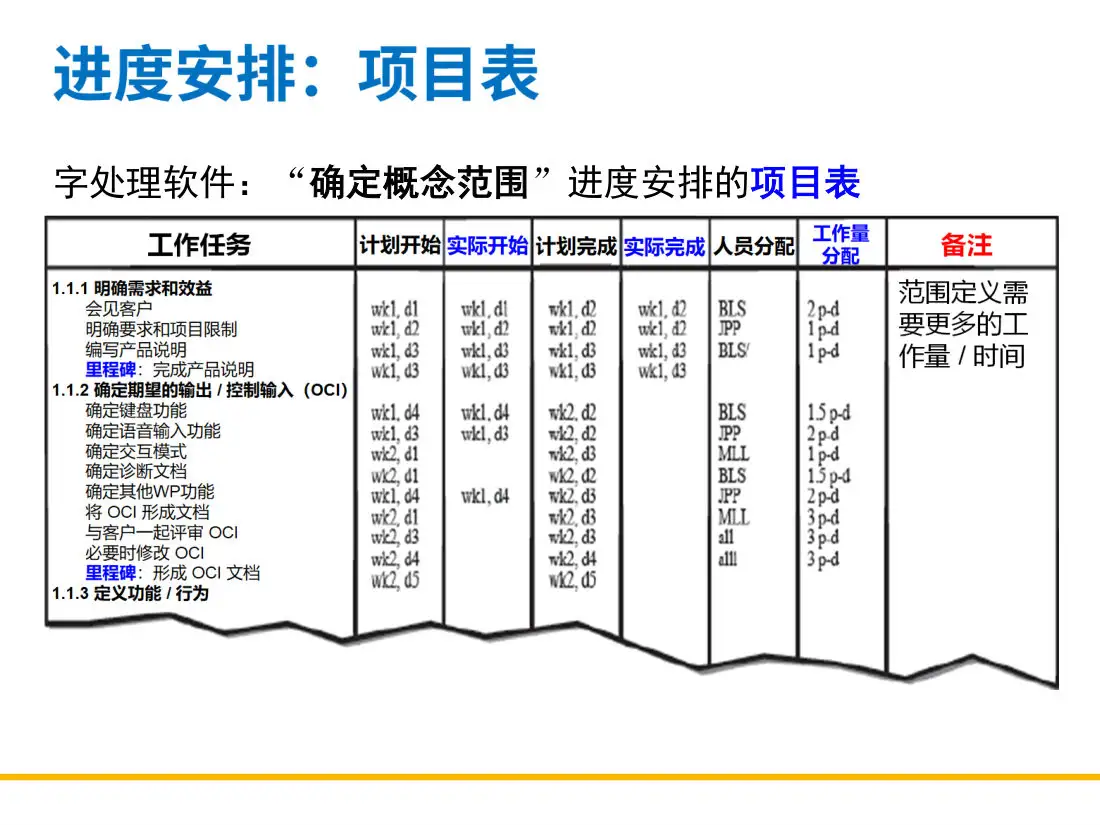 进度安排：项目表
字处理软件：“确定概念范围”进度安排的项目表
工作任务 计划开始 实际开始 计划完成 实际完成 人员分配 工作量分配 备注
1.1.1 明确需求和效益
会见客户 wk1, d1 wk1, d1 wk1, d2 wk1, d2 BLS 2 p-d
明确要求和项目限制 wk1, d2 wk1, d2 wk1, d2 wk1, d2 JPP 1 p-d
编写产品说明 wk1, d3 wk1, d3 wk1, d3 wk1, d3 BLS/ 1 p-d
里程碑：完成产品说明 wk1, d3 wk1, d3 wk1, d3 wk1, d3
范围定义需
要更多的工
作量 / 时间
1.1.2 确定期望的输出 / 控制输入（OCI）
确定键盘功能 wk1, d4 wk1, d4 wk2, d2 BLS 1.5 p-d
确定语音输入功能 wk1, d3 wk1, d3 wk2, d2 JPP 2 p-d
确定交互模式 wk2, d1 wk2, d3 MLL 1 p-d
确定诊断文档 wk2, d1 wk2, d2 BLS 1.5 p-d
确定其他WP功能 wk1, d4 wk1, d4 wk2, d3 JPP 2 p-d
将 OCI 形成文档 wk2, d1 wk2, d3 MLL 3 p-d
与客户一起评审 OCI wk2, d3 wk2, d3 all 3 p-d
必要时修改 OCI wk2, d4 wk2, d4 alll 3 p-d
里程碑：形成 OCI 文档 wk2, d5 wk2, d5
1.1.3 定义功能 / 行为